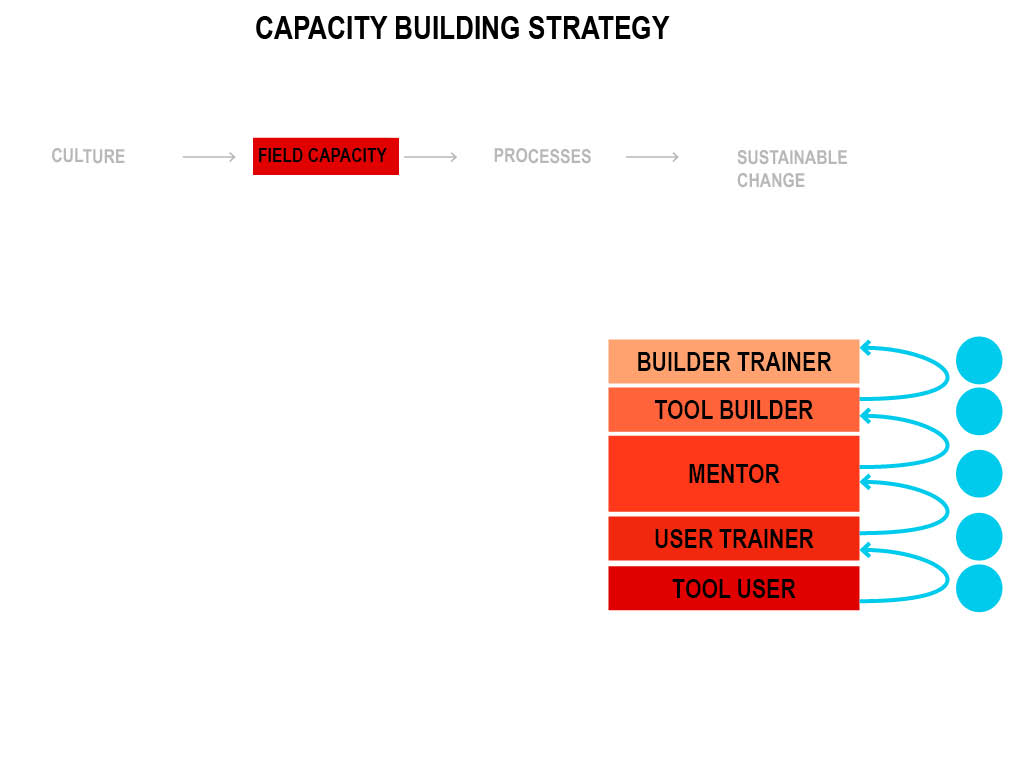 CAPACITY BUILDING STRATEGY
CULTURE
FIELD CAPACITY
PROCESSES
SUSTAINABLE
CHANGE
BUILDER TRAINER
TOOL BUILDER
MENTOR
USER TRAINER
TOOL USER